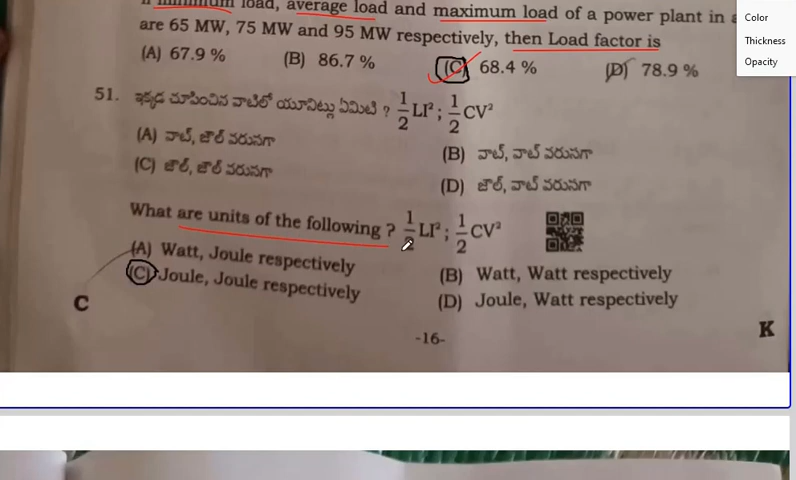 minimum load, average load and maximum load of a power plant in a
are 65 MW, 75 MW and 95 MW respectively, then Load factor is
(A) 67.9 %
(B) 86.7 %
(C) 68.4 %
(D) 78.9 %
51. ఇక్కడ చూపించిన వాటిలో యూనిట్లు ఏమిటి ? 1/2 LI²; 1/2 CV²
(A) వాట్, జౌల్ వరుసగా
(B) వాట్, వాట్ వరుసగా
(C) జౌల్, జౌల్ వరుసగా
(D) జౌల్, వాట్ వరుసగా
What are units of the following ? 1/2 LI²; 1/2 CV²
(A) Watt, Joule respectively
(B) Watt, Watt respectively
(C) Joule, Joule respectively
(D) Joule, Watt respectively
C
-16-
K
Color
Thickness
Opacity